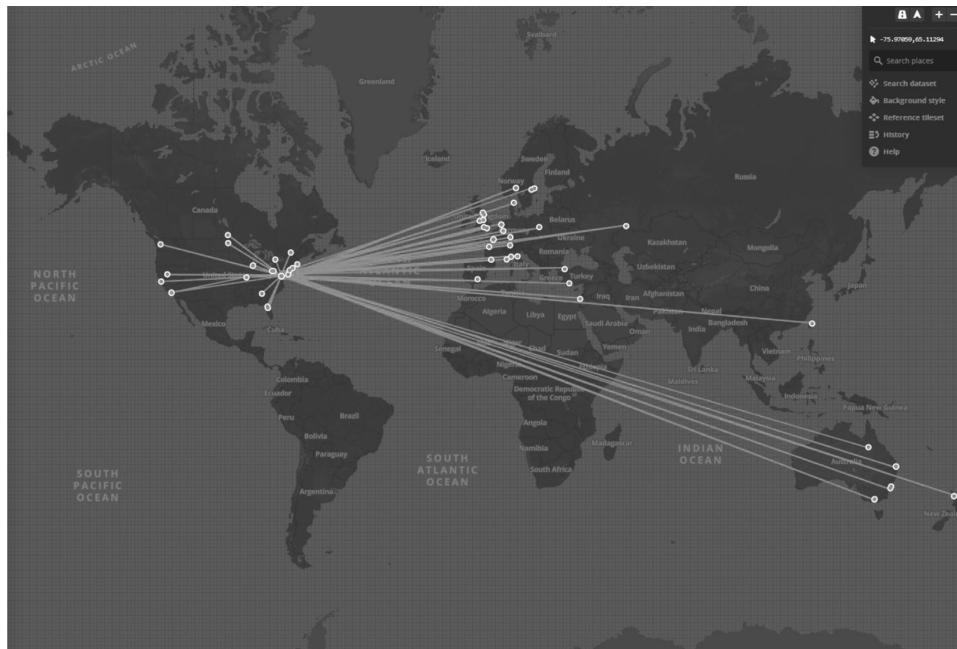 -75.97050,65.11294
Search places
Search dataset
Background style
Reference tileset
History
Help
ARCTIC OCEAN
Svalbard
Greenland
Iceland
Sweden
Finland
Norway
Russia
Canada
Belarus
Ukraine
Kazakhstan
Mongolia
Romania
NORTH
PACIFIC
OCEAN
Italy
Uzbekistan
Greece
Turkey
China
Japan
Morocco
Iraq
Iran
Afghanistan
Algeria
Libya
Egypt
Pakistan
Nepal
Mexico
Cuba
Saudi Arabia
Bangladesh
India
Oman
Senegal
Chad
Sudan
Yemen
Vietnam
Philippines
Ethiopia
Sri Lanka
Cameroon
Maldives
Malaysia
Colombia
Ecuador
Democratic Republic
of the Congo
Indonesia
Papua New Guinea
Peru
Brazil
Angola
Bolivia
Namibia
Madagascar
INDIAN
OCEAN
Paraguay
SOUTH
ATLANTIC
OCEAN
South Africa
Australia
SOUTH
PACIFIC
OCEAN
Argentina